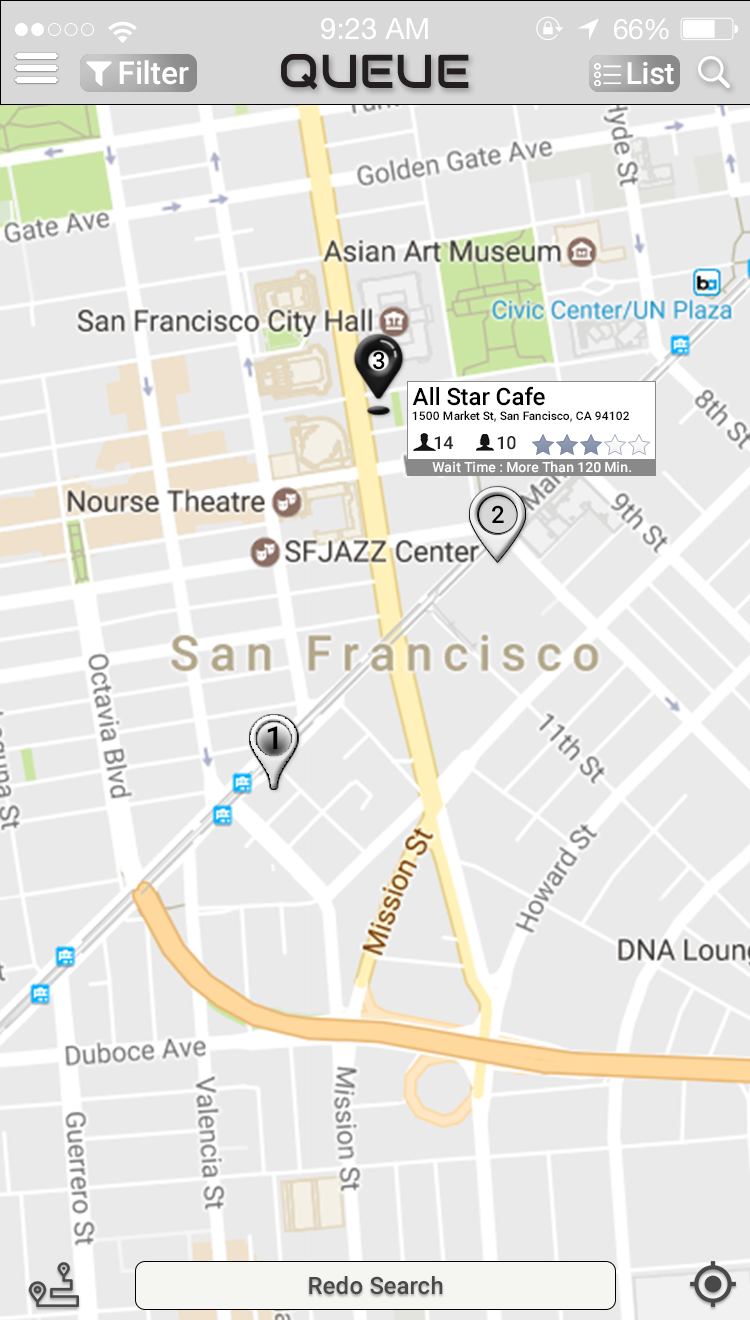 9:23 AM
66%
Filter
QUEUE
List
Hyde St
Golden Gate Ave
Gate Ave
Asian Art Museum
Civic Center/UN Plaza
San Francisco City Hall
3
All Star Cafe
1500 Market St, San Fancisco, CA 94102
14
10
Wait Time : More Than 120 Min.
8th St
Nourse Theatre
2
9th St
SFJAZZ Center
San Francisco
Octavia Blvd
1
11th St
Mission St
Howard St
DNA Loung
Duboce Ave
Valencia St
Mission St
Guerrero St
Redo Search